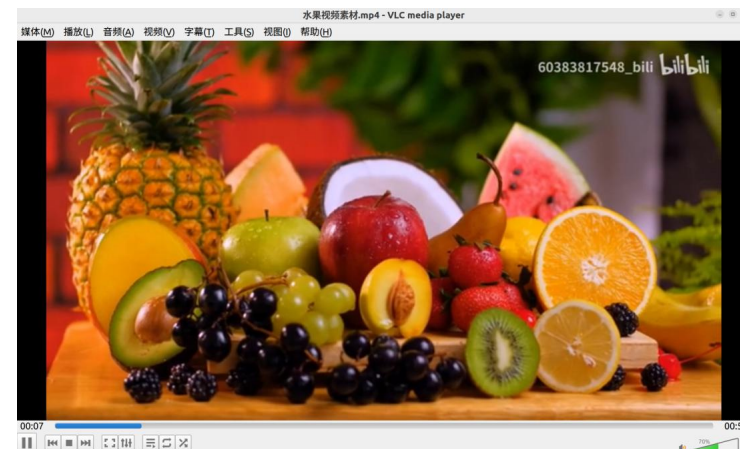 水果视频素材.mp4 - VLC media player
媒体(M) 播放(L) 音频(A) 视频(V) 字幕(T) 工具(S) 视图(I) 帮助(H)
60383817548_bili bilibili
00:07
70%